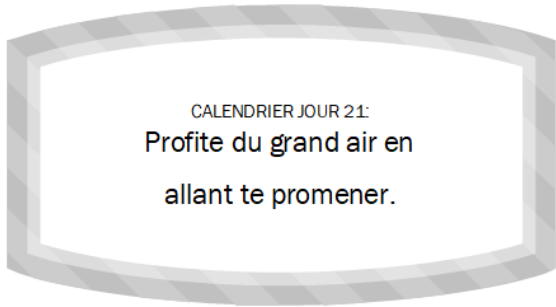 CALENDRIER JOUR 21:
Profite du grand air en
allant te promener.